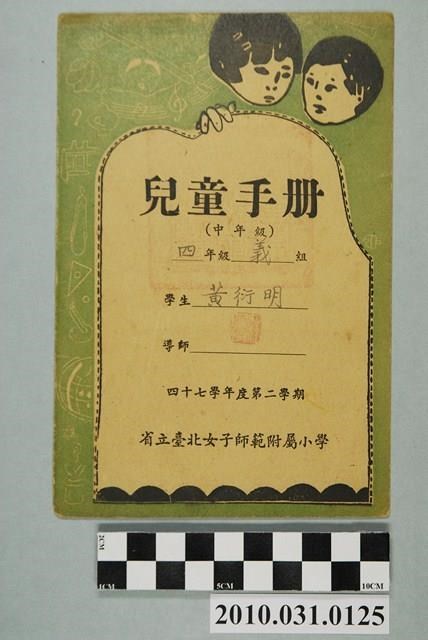 兒童手册
(中年級)
四年級 義 組
學生 黃衍明
導師
四十七學年度第二學期
省立臺北女子師範附屬小學
2CM
1CM 5CM 10CM
2010.031.0125